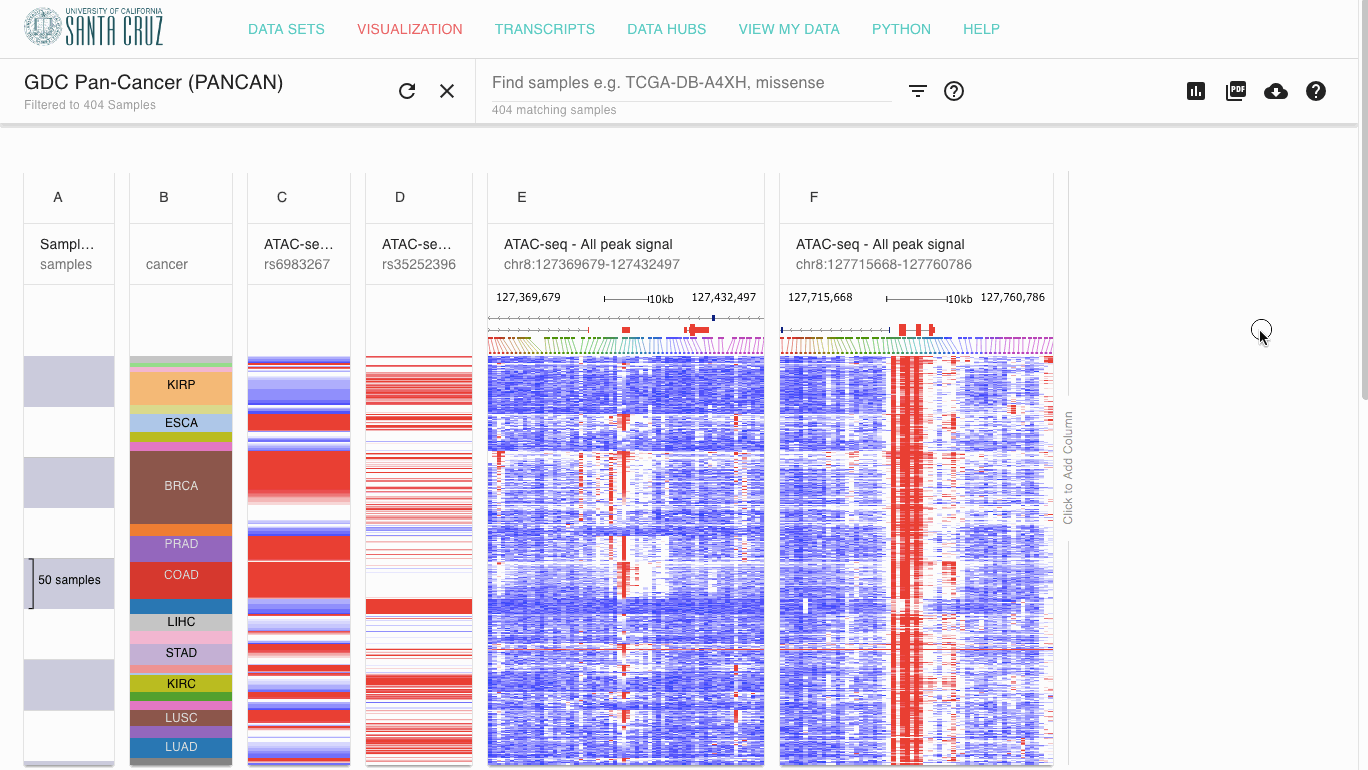 UNIVERSITY OF CALIFORNIA
SANTA CRUZ
DATA SETS
VISUALIZATION
TRANSCRIPTS
DATA HUBS
VIEW MY DATA
PYTHON
HELP
GDC Pan-Cancer (PANCAN)
Filtered to 404 Samples
Find samples e.g. TCGA-DB-A4XH, missense
404 matching samples
PDF
A
B
C
D
E
F
Sampl...
samples
cancer
ATAC-se...
rs6983267
ATAC-se...
rs35252396
ATAC-seq - All peak signal
chr8:127369679-127432497
ATAC-seq - All peak signal
chr8:127715668-127760786
127,369,679
10kb
127,432,497
127,715,668
10kb
127,760,786
KIRP
ESCA
BRCA
PRAD
COAD
50 samples
LIHC
STAD
KIRC
LUSC
LUAD
Click to Add Column